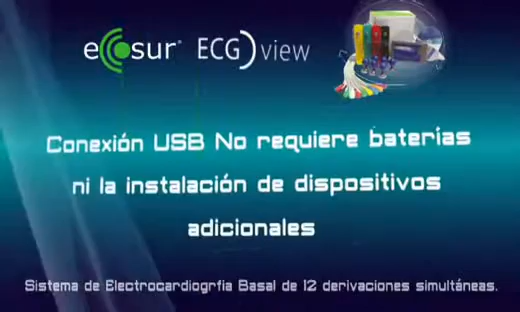 ecosur ECG view
Conexión USB No requiere baterías
ni la instalación de dispositivos
adicionales
Sistema de Electrocardiogrfia Basal de 12 derivaciones simultáneas.